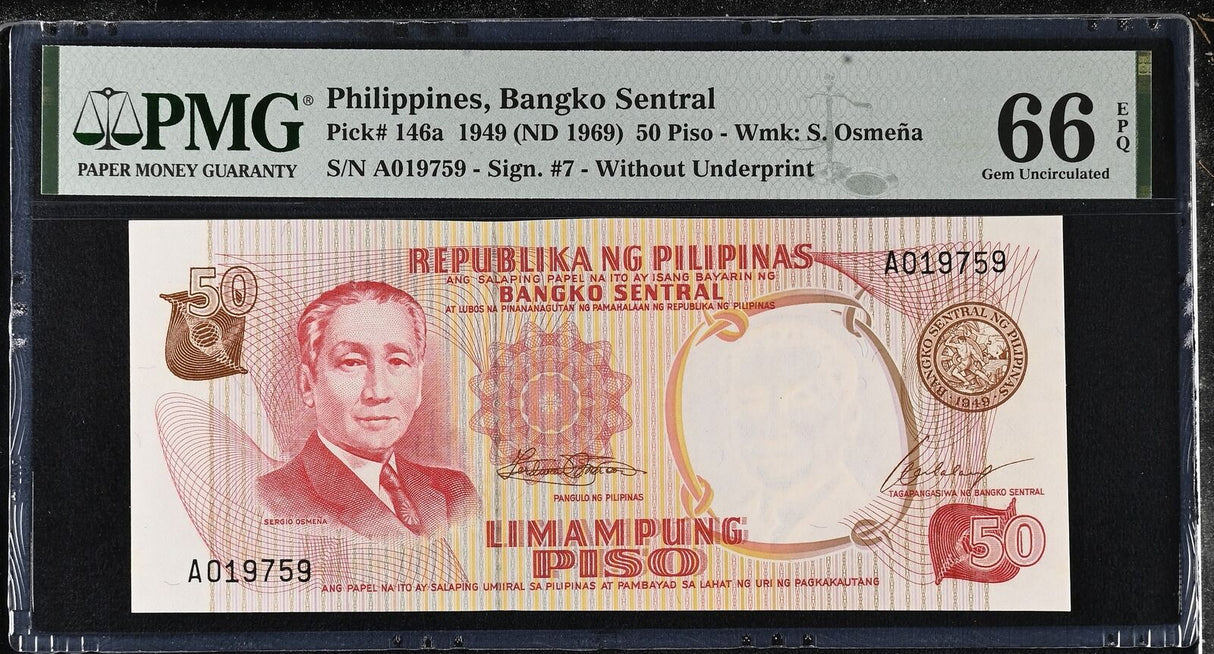 PMG®
PAPER MONEY GUARANTY
Philippines, Bangko Sentral
Pick# 146a 1949 (ND 1969) 50 Piso - Wmk: S. Osmeña
S/N A019759 - Sign. #7 - Without Underprint
66
EPQ
Gem Uncirculated
50
REPUBLIKA NG PILIPINAS
ANG SALAPING PAPEL NA ITO AY ISANG BAYARIN NG
BANGKO SENTRAL
AT LUBOS NA PINANANAGUTAN NG PAMAHALAAN NG REPUBLIKA NG PILIPINAS
A019759
BANGKO SENTRAL NG PILIPINAS
1949
SERGIO OSMEÑA
PANGULO NG PILIPINAS
TAGAPANGASIWA NG BANGKO SENTRAL
LIMAMPUNG
PISO
50
A019759
ANG PAPEL NA ITO AY SALAPING UMIIRAL SA PILIPINAS AT PAMBAYAD SA LAHAT NG URI NG PAGKAKAUTANG